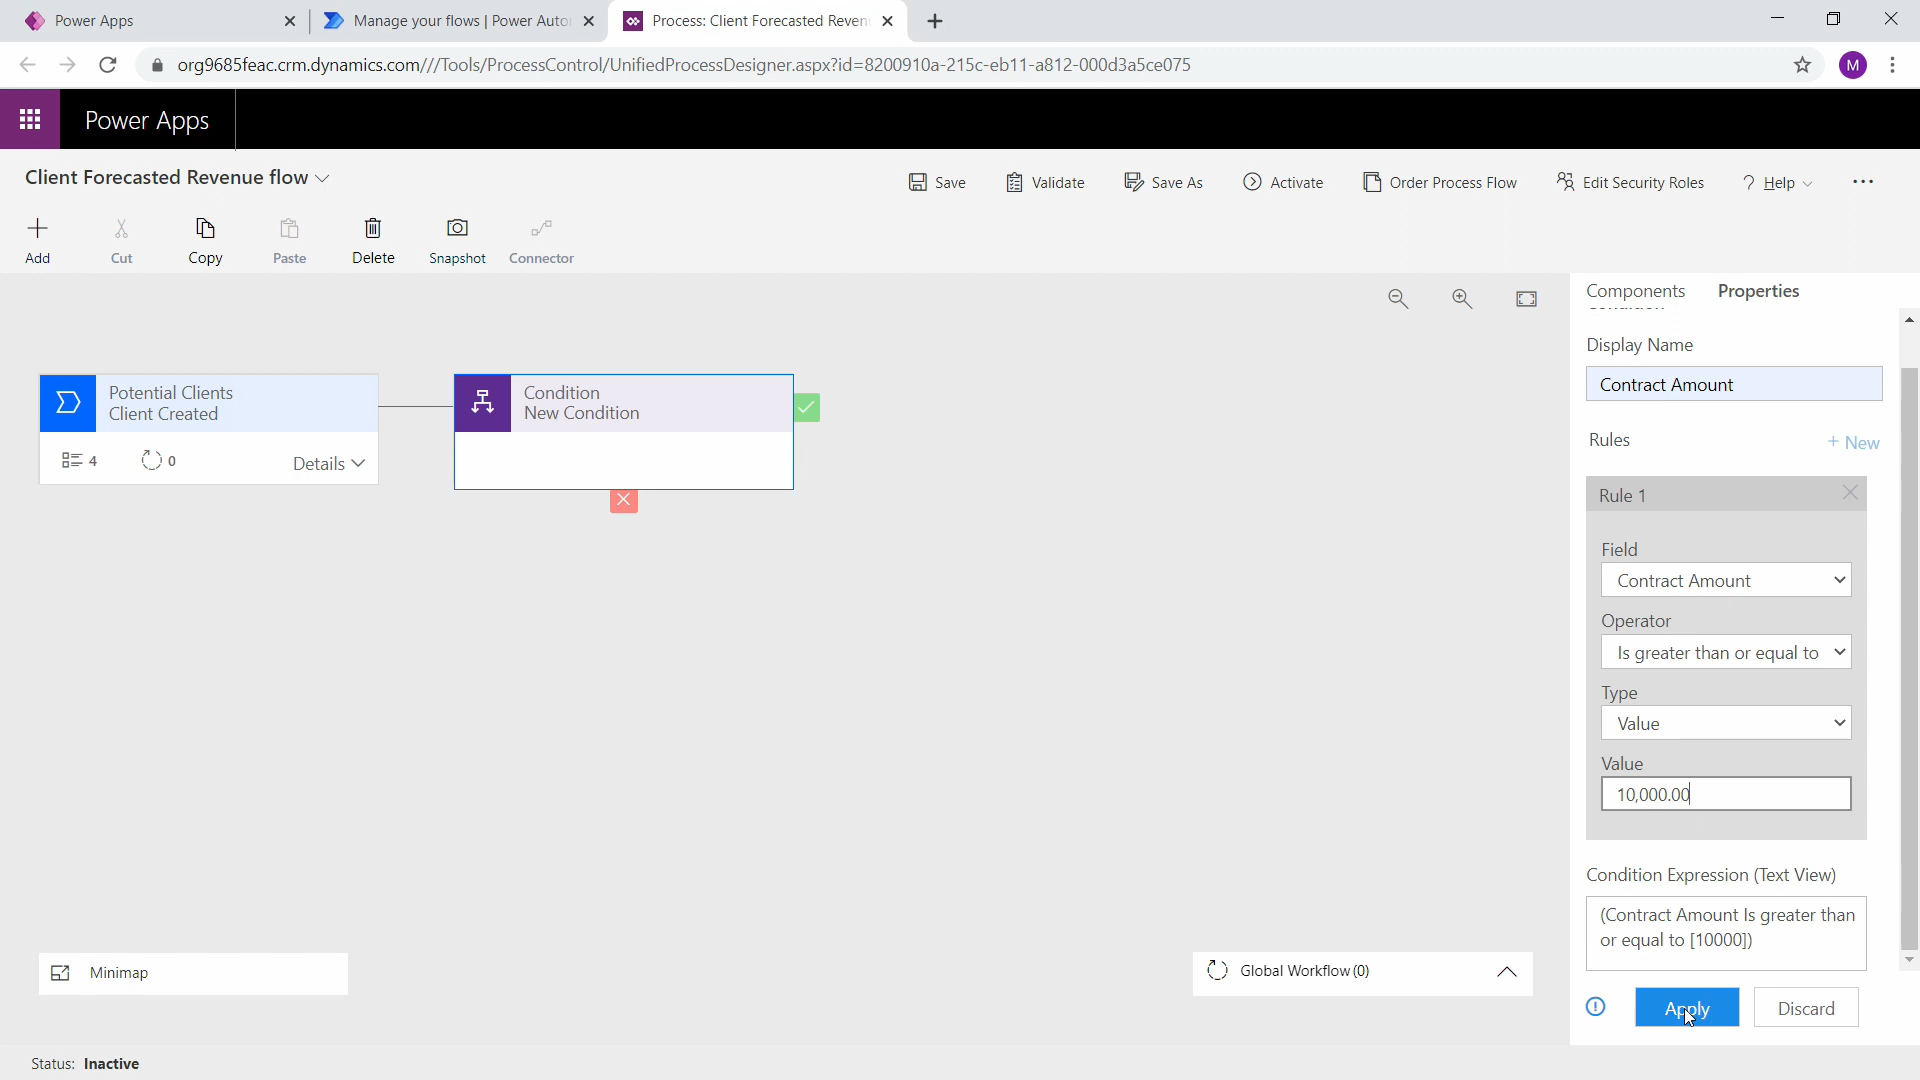 Power Apps
Manage your flows | Power Auto
Process: Client Forecasted Reven
org9685feac.crm.dynamics.com///Tools/ProcessControl/UnifiedProcessDesigner.aspx?id=8200910a-215c-eb11-a812-000d3a5ce075
M
Power Apps
Client Forecasted Revenue flow
Save
Validate
Save As
Activate
Order Process Flow
Edit Security Roles
? Help
Add
Cut
Copy
Paste
Delete
Snapshot
Connector
Components
Properties
Display Name
Contract Amount
Rules
+ New
Rule 1
Field
Contract Amount
Operator
Is greater than or equal to
Type
Value
Value
10,000.00
Condition Expression (Text View)
(Contract Amount Is greater than
or equal to [10000])
Apply
Discard
Potential Clients
Client Created
4
0
Details
Condition
New Condition
Minimap
Global Workflow (0)
Status: Inactive